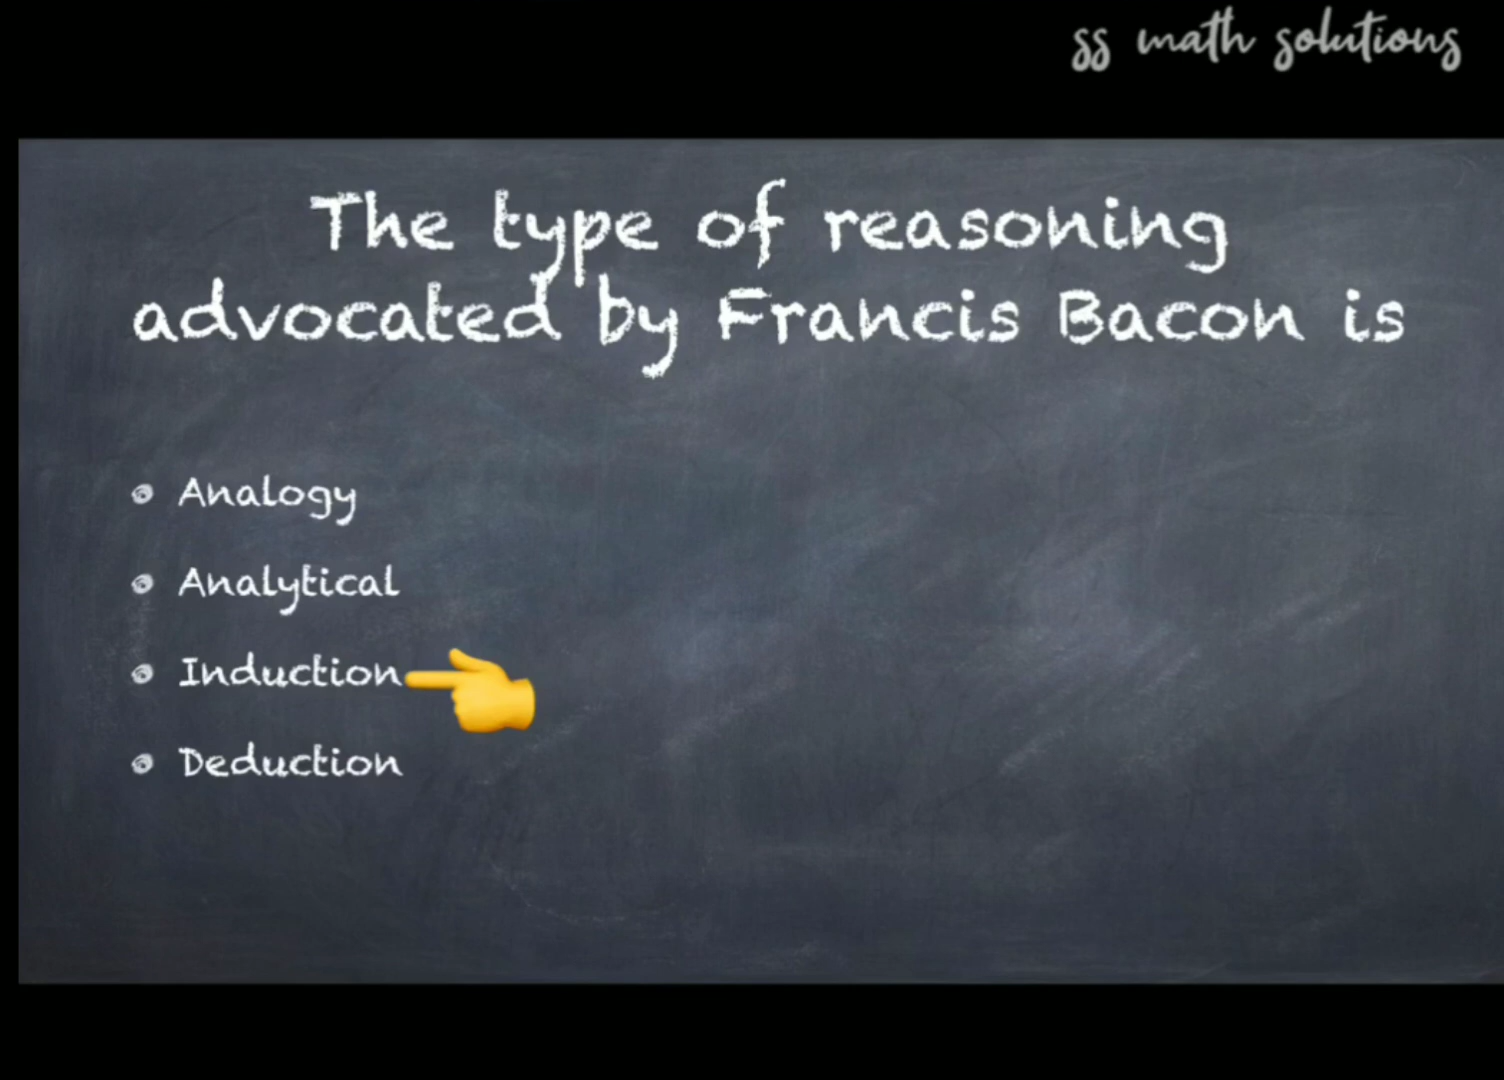 ss math solutions
The type of reasoning
advocated by Francis Bacon is
Analogy
Analytical
Induction
Deduction